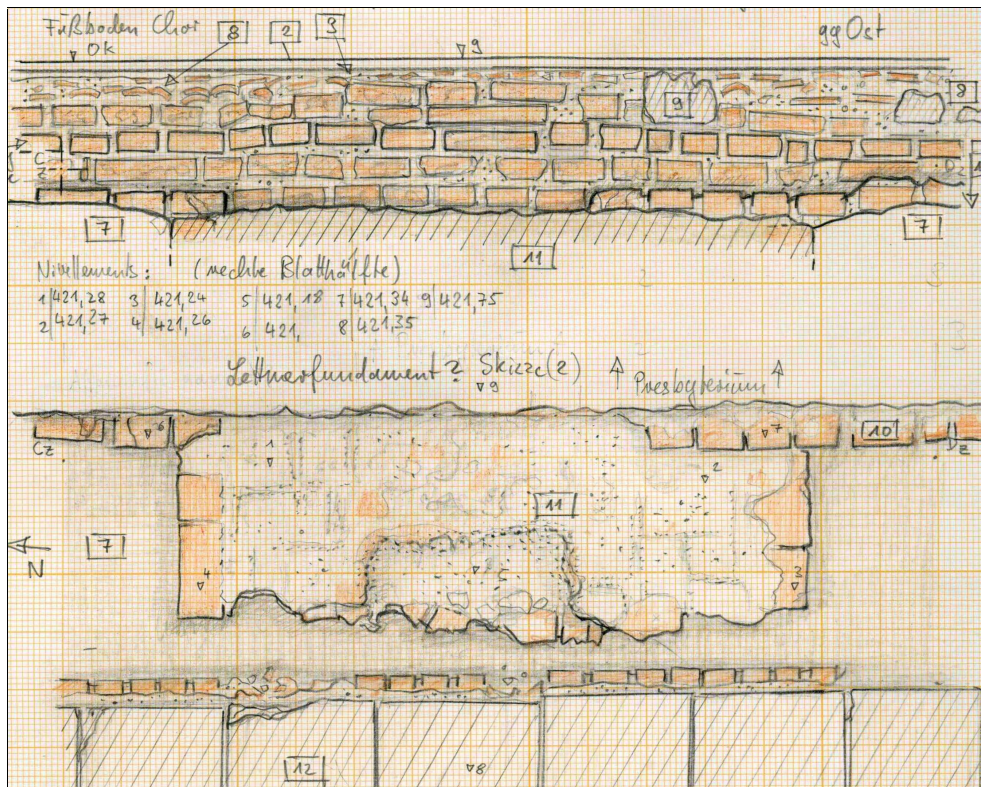 Fußboden Chor 8 2 3 ggOst
OK 9
9 8
C
Z
D
Z
7 7
11
Nivellements: (rechte Blatthälfte)
1|421,28 3|421,24 5|421,18 7|421,34 9|421,75
2|421,27 4|421,26 6|421, 8|421,35
Lettnerfundament? Skizze(2) Presbyterium
9
6 7 10
CZ DZ
1 2
11
7
N
4 5 3
12 8